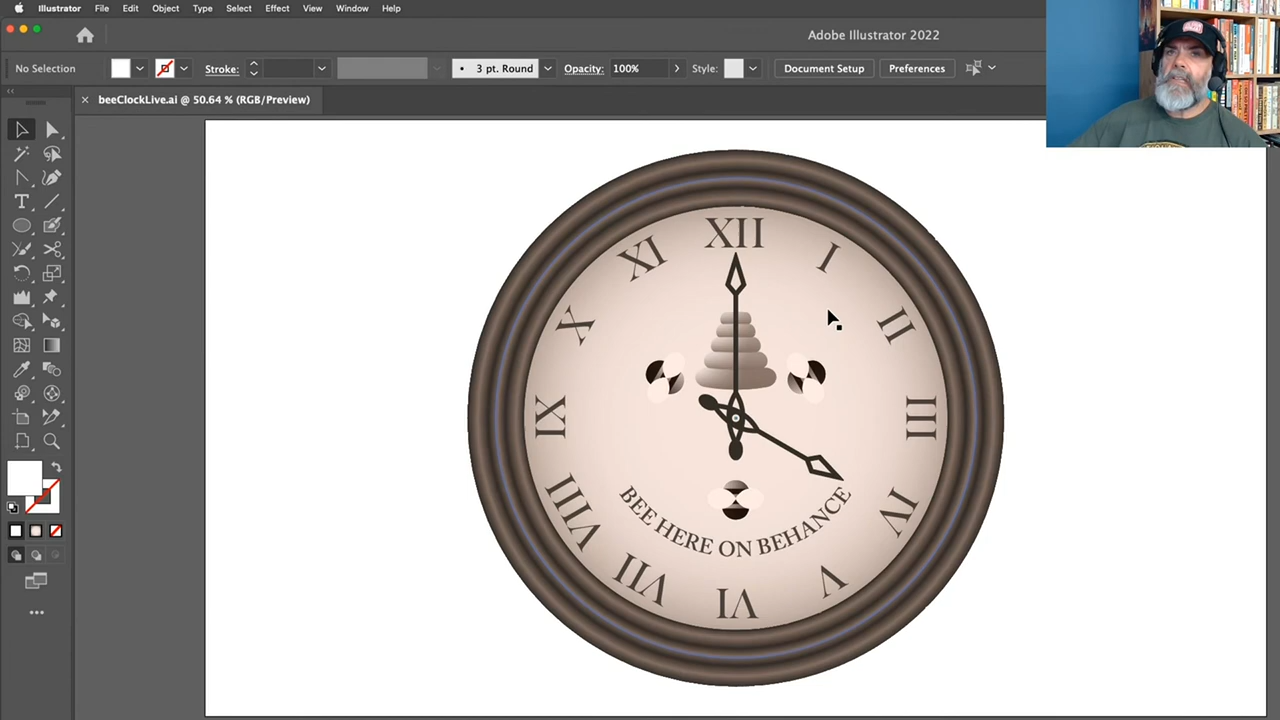 Illustrator File Edit Object Type Select Effect View Window Help
Adobe Illustrator 2022
No Selection Stroke: 3 pt. Round Opacity: 100% Style: Document Setup Preferences
× beeClockLive.ai @ 50.64 % (RGB/Preview)
XII
I
II
III
IV
V
VI
VII
VIII
IX
X
XI
BEE HERE ON BEHANCE